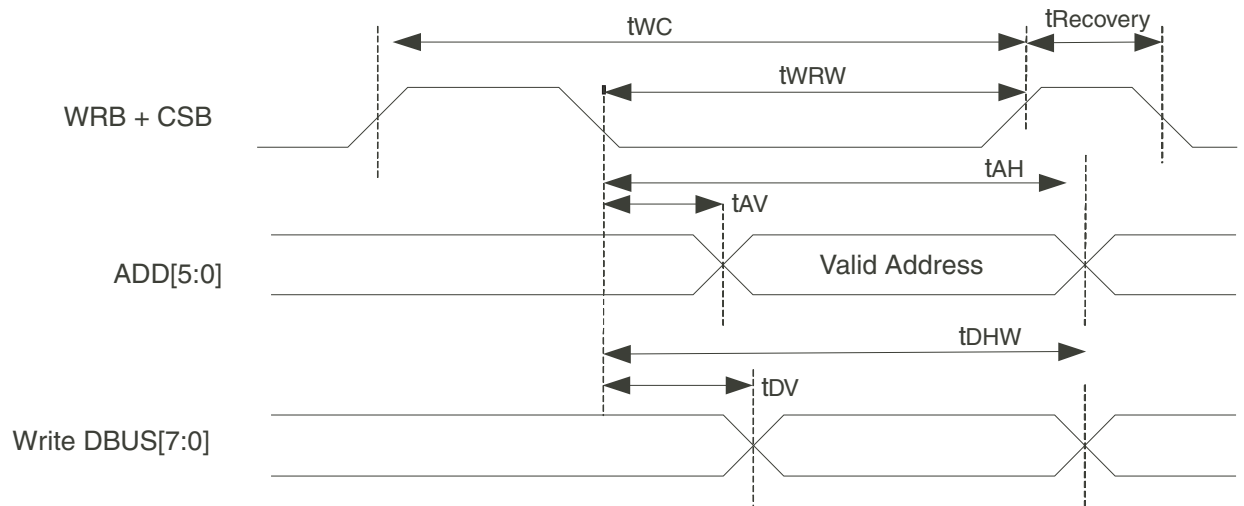 tWC
tRecovery
tWRW
WRB + CSB
tAH
tAV
ADD[5:0]
Valid Address
tDHW
tDV
Write DBUS[7:0]